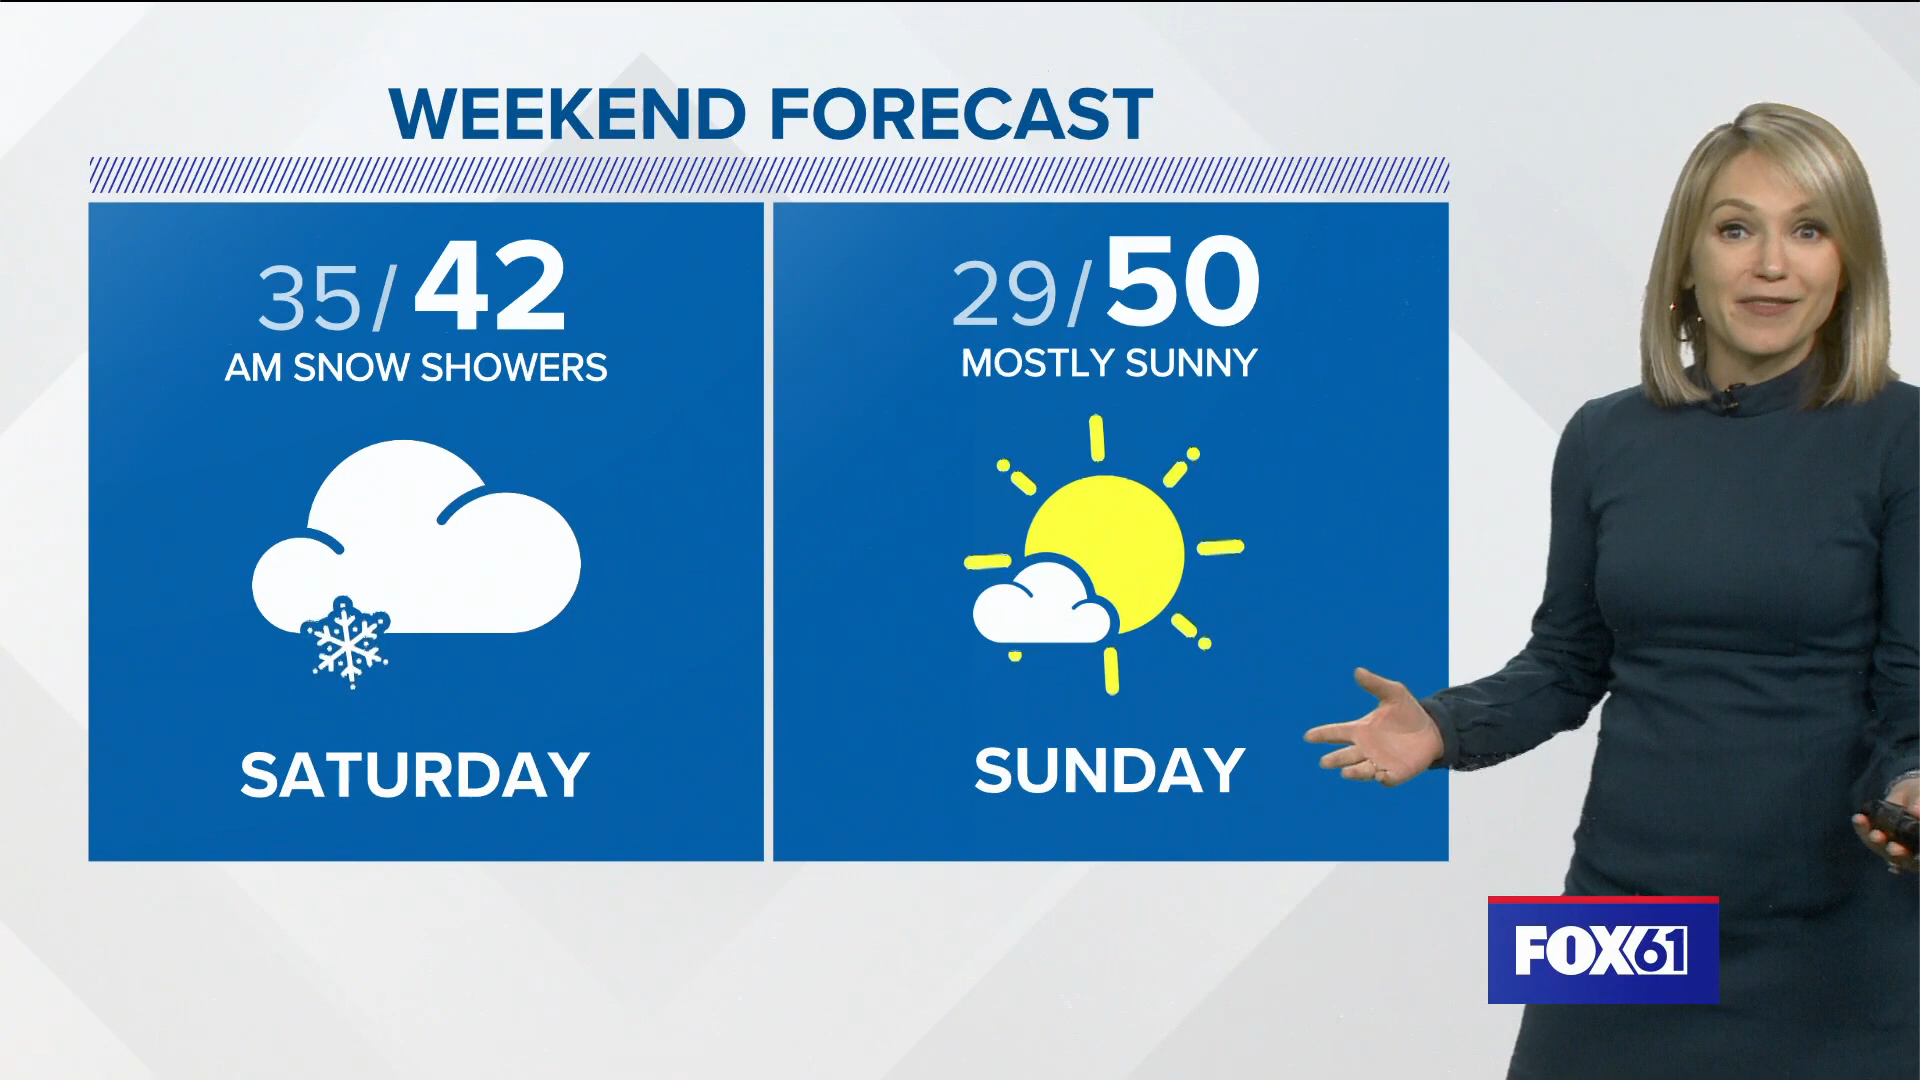 WEEKEND FORECAST
35/42
AM SNOW SHOWERS
SATURDAY
29/50
MOSTLY SUNNY
SUNDAY
FOX61